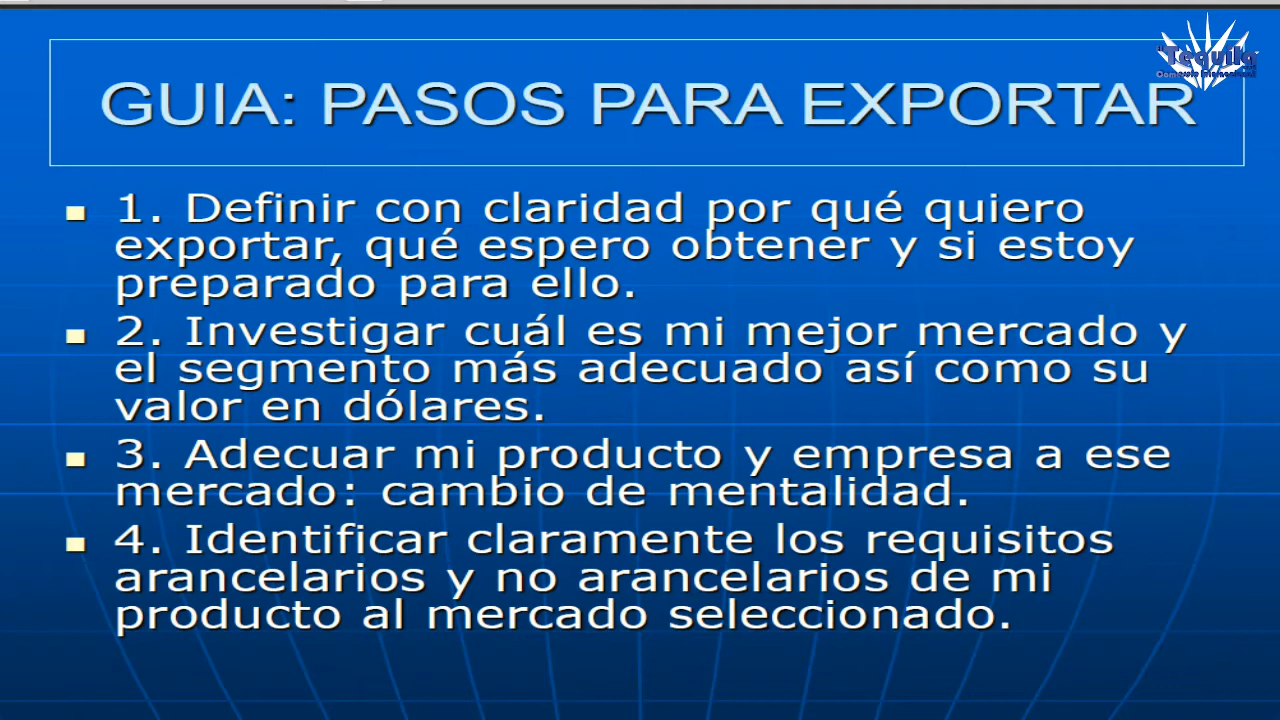 Tequila
Comercio Internacional
GUIA: PASOS PARA EXPORTAR
1. Definir con claridad por qué quiero
exportar, qué espero obtener y si estoy
preparado para ello.
2. Investigar cuál es mi mejor mercado y
el segmento más adecuado así como su
valor en dólares.
3. Adecuar mi producto y empresa a ese
mercado: cambio de mentalidad.
4. Identificar claramente los requisitos
arancelarios y no arancelarios de mi
producto al mercado seleccionado.